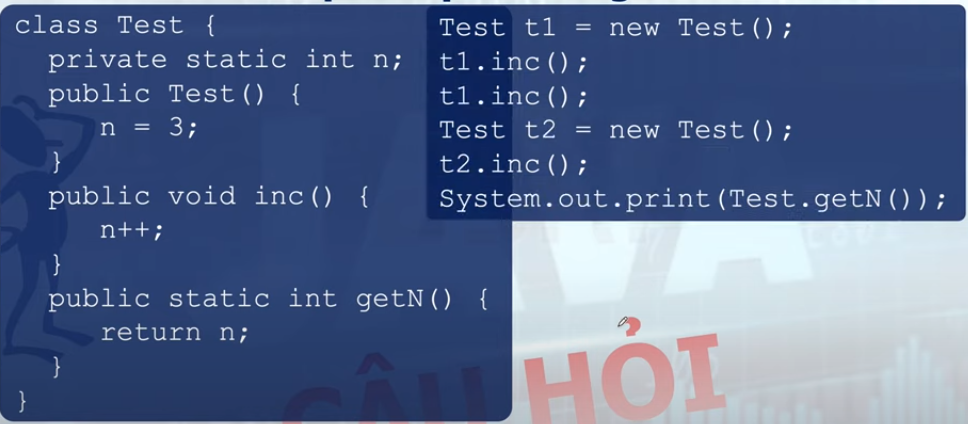 class Test {
private static int n;
public Test() {
n = 3;
}
public void inc() {
n++;
}
public static int getN() {
return n;
}
}
Test t1 = new Test();
t1.inc();
t1.inc();
Test t2 = new Test();
t2.inc();
System.out.print(Test.getN());
CÂU HỎI